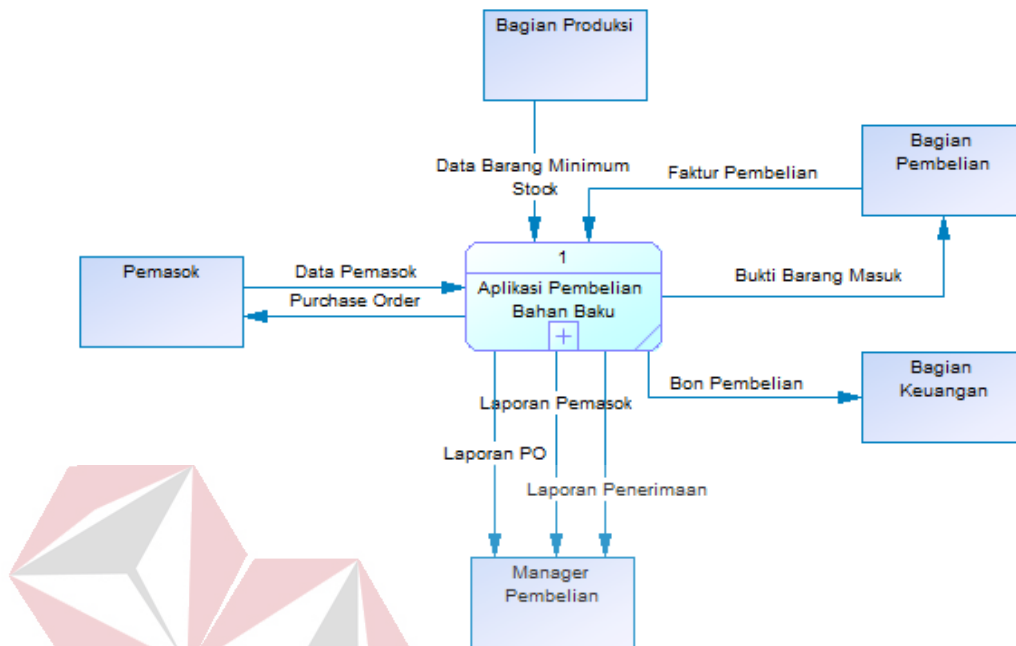 Bagian Produksi
Data Barang Minimum
Stock
Faktur Pembelian
Bagian
Pembelian
Pemasok
Data Pemasok
Purchase Order
1
Aplikasi Pembelian
Bahan Baku
Bukti Barang Masuk
Bon Pembelian
Bagian
Keuangan
Laporan Pemasok
Laporan PO
Laporan Penerimaan
Manager
Pembelian